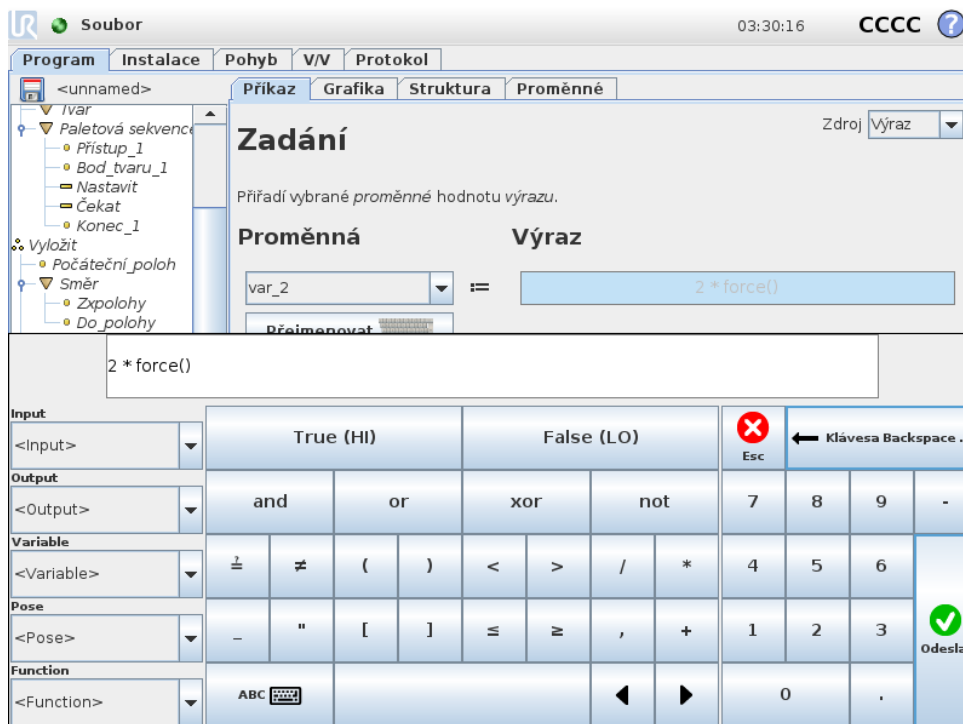 UR Soubor 03:30:16 CCCC ?
Program Instalace Pohyb V/V Protokol
<unnamed> Příkaz Grafika Struktura Proměnné
Tvar
Paletová sekvence
Přístup_1
Bod_tvaru_1
Nastavit
Čekat
Konec_1
Vyložit
Počáteční_poloh
Směr
Zxpolohy
Do_polohy
Zadání
Zdroj Výraz
Přiřadí vybrané proměnné hodnotu výrazu.
Proměnná Výraz
var_2 := 2 * force()
Přejmenovat
2 * force()
Input
<Input> True (HI) False (LO) Esc Klávesa Backspace .
Output
<Output> and or xor not 7 8 9 -
Variable
<Variable> ≟ ≠ ( ) < > / * 4 5 6
Pose
<Pose> _ " [ ] ≤ ≥ , + 1 2 3 Odesla
Function
<Function> ABC 0 .